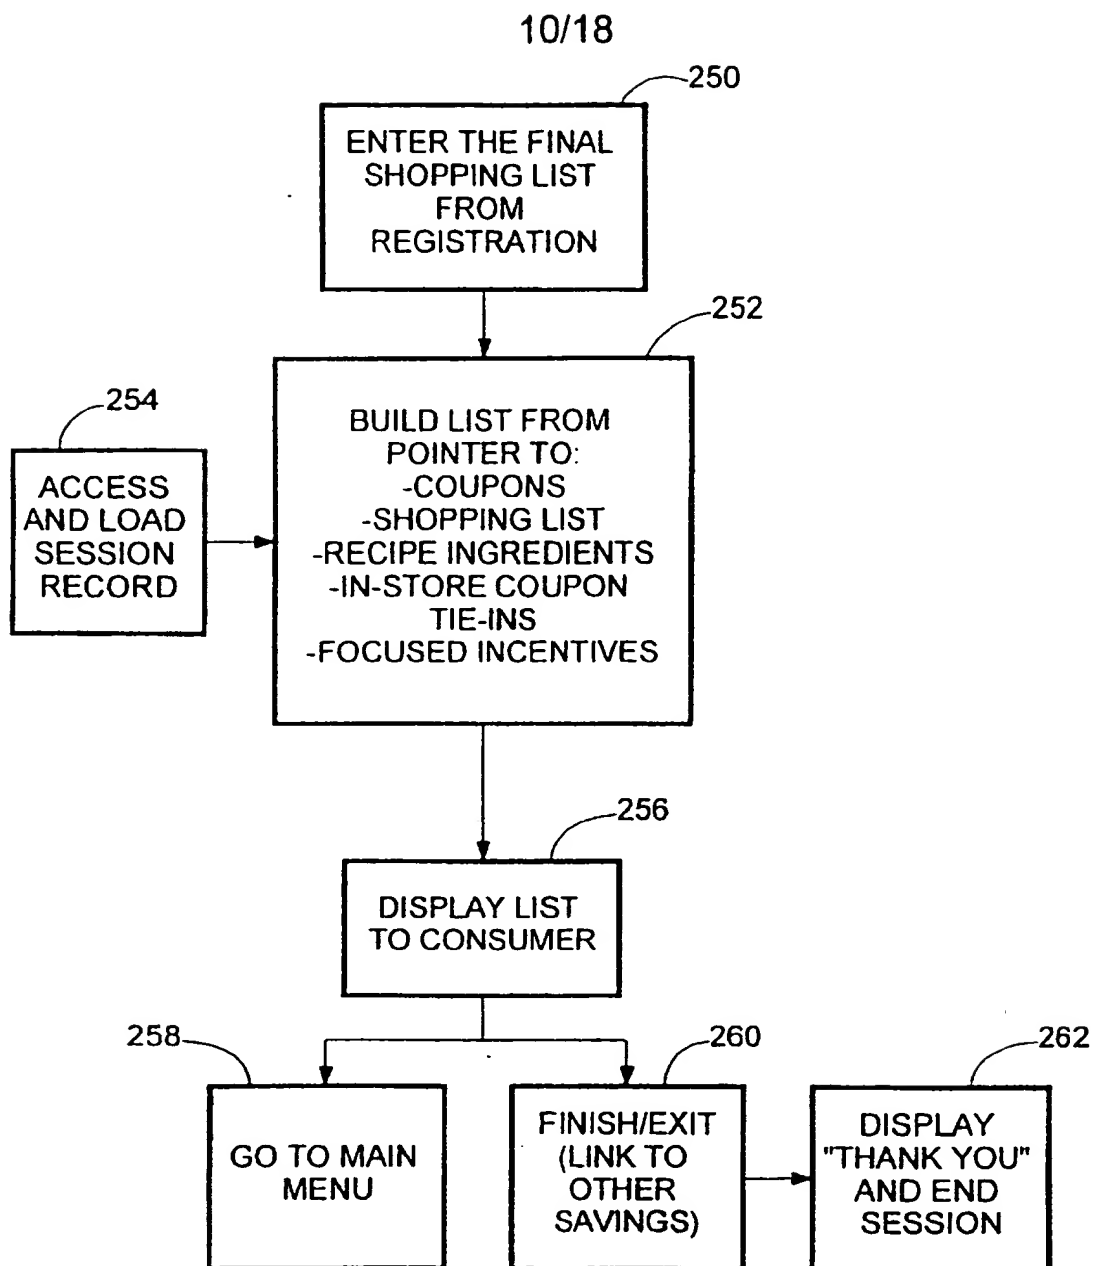 10/18
250
ENTER THE FINAL
SHOPPING LIST
FROM
REGISTRATION
252
254
BUILD LIST FROM
POINTER TO:
-COUPONS
-SHOPPING LIST
-RECIPE INGREDIENTS
-IN-STORE COUPON
TIE-INS
-FOCUSED INCENTIVES
ACCESS
AND LOAD
SESSION
RECORD
256
DISPLAY LIST
TO CONSUMER
258
260
262
GO TO MAIN
MENU
FINISH/EXIT
(LINK TO
OTHER
SAVINGS)
DISPLAY
"THANK YOU"
AND END
SESSION